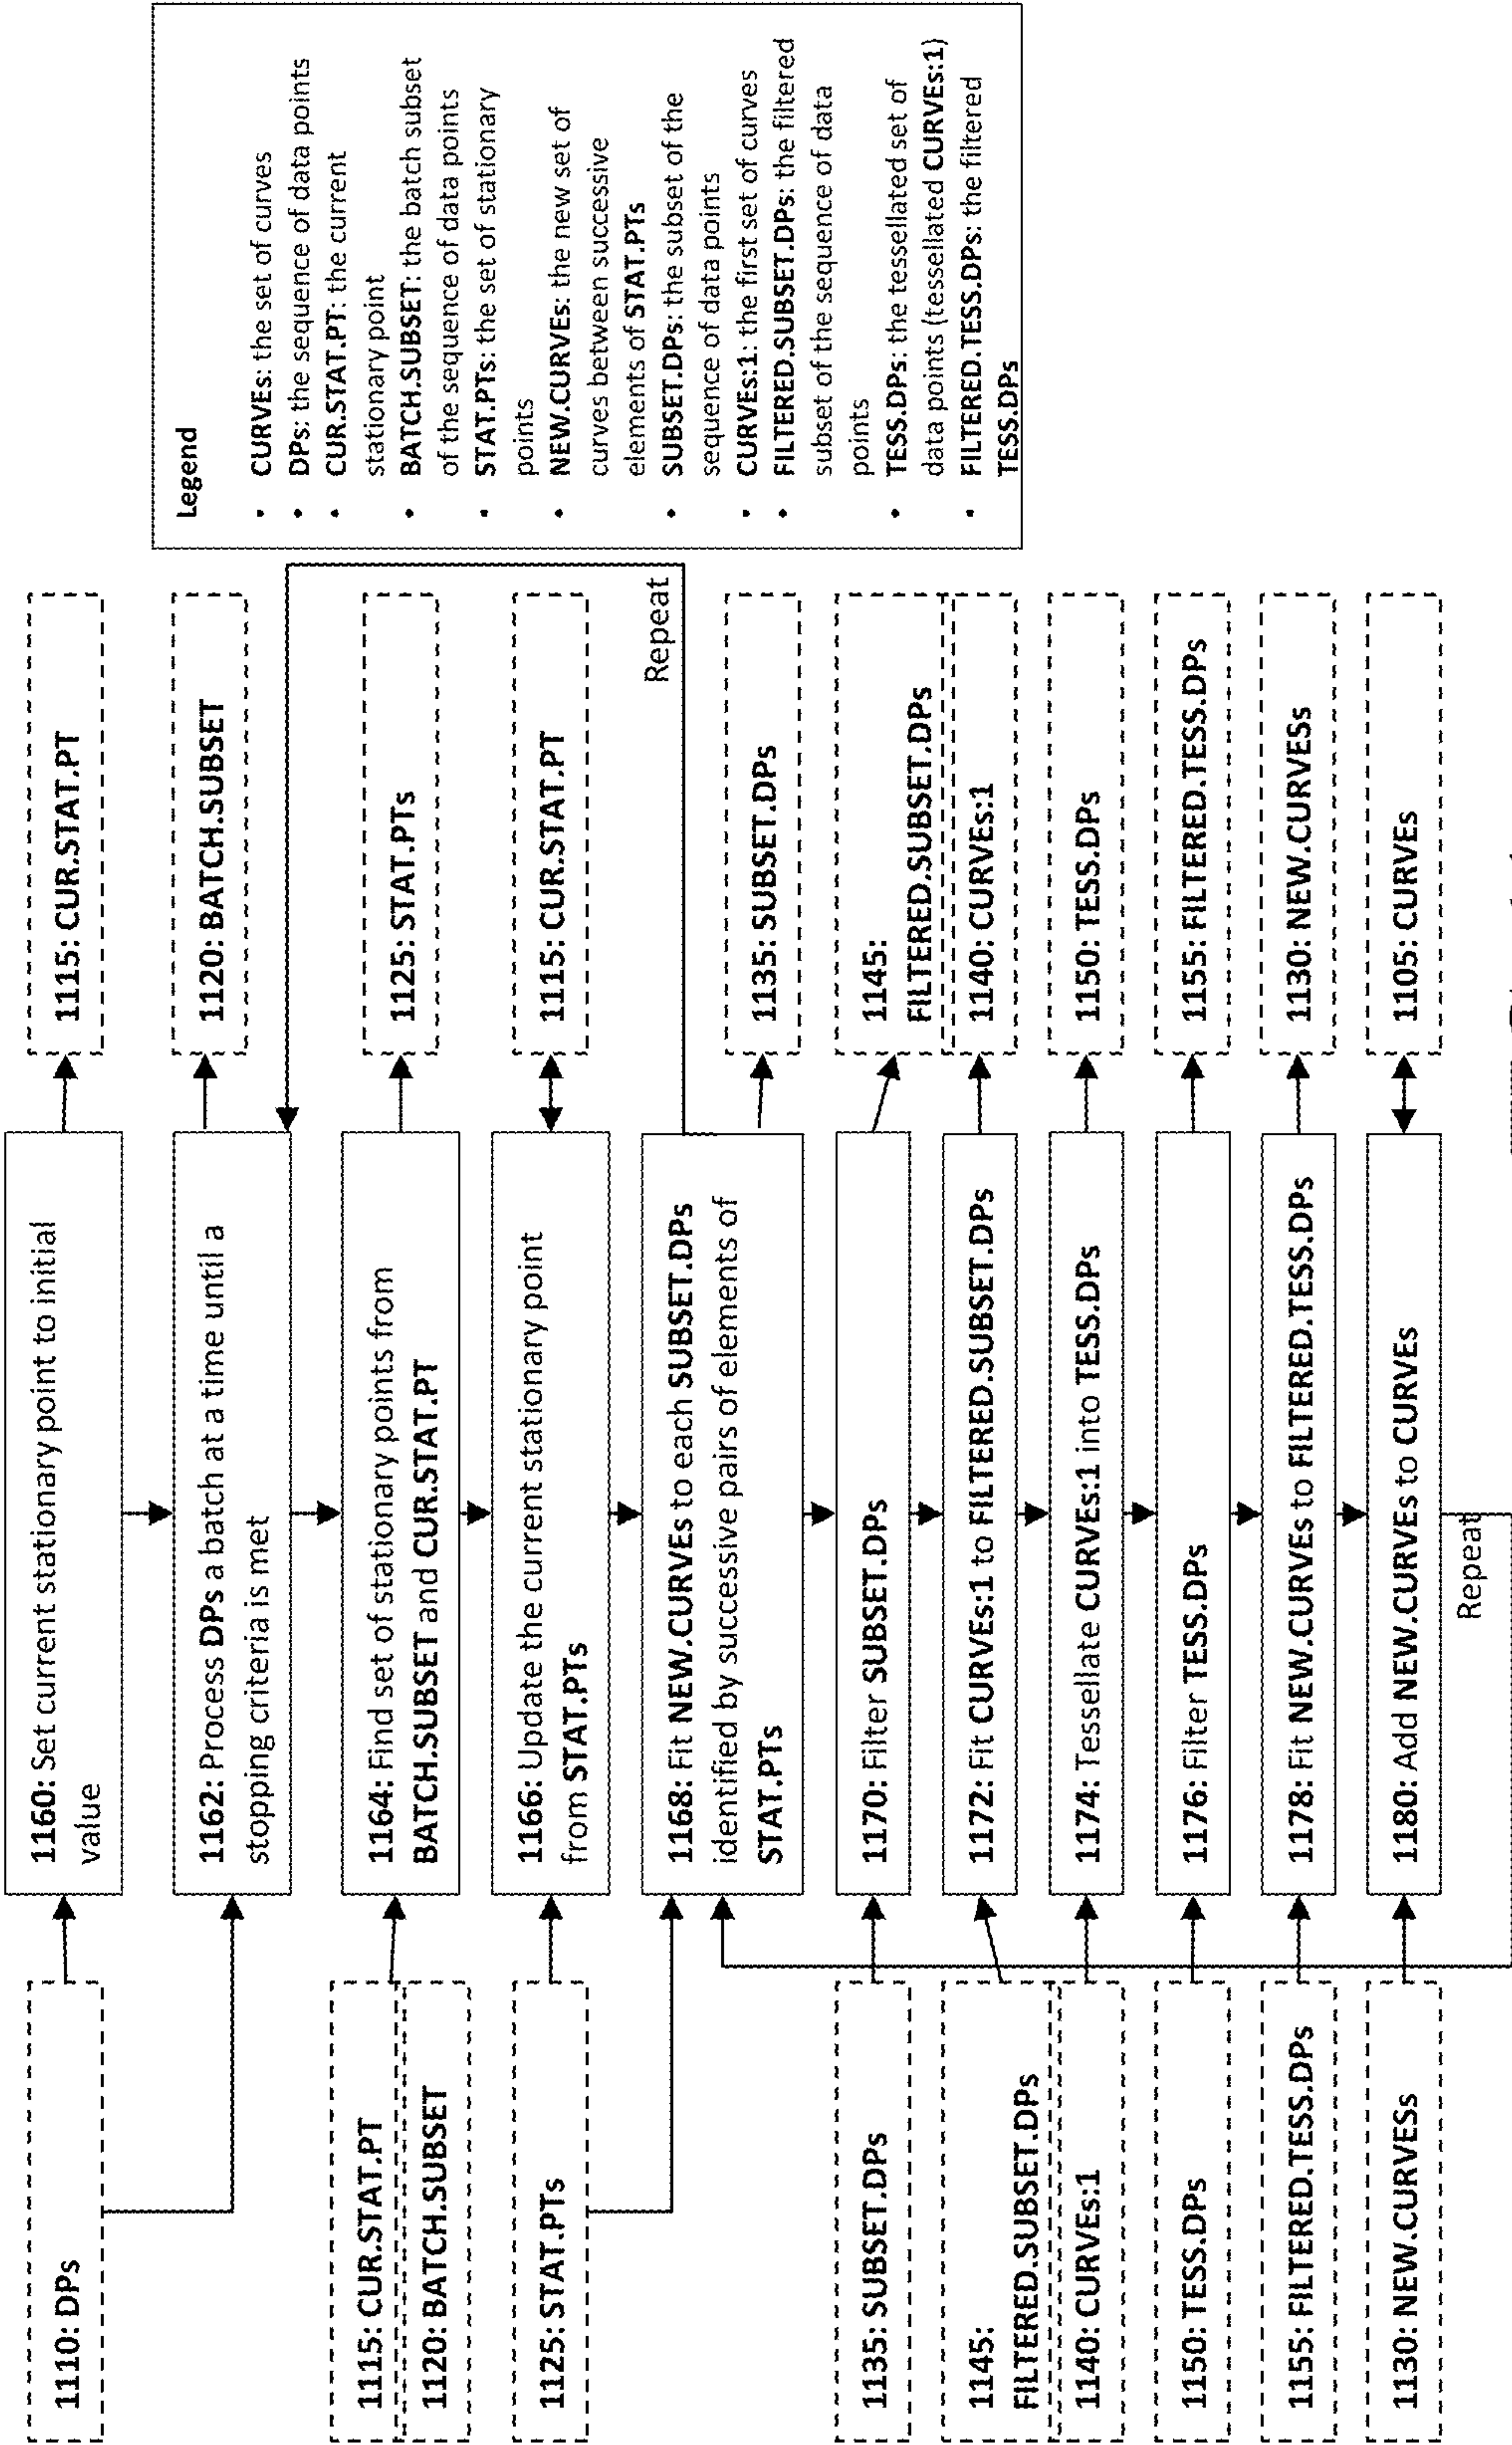 1110: DPs
1160: Set current stationary point to initial
value
1115: CUR.STAT.PT
1162: Process DPs a batch at a time until a
stopping criteria is met
1120: BATCH.SUBSET
1115: CUR.STAT.PT
1120: BATCH.SUBSET
1164: Find set of stationary points from
BATCH.SUBSET and CUR.STAT.PT
1125: STAT.PTs
1125: STAT.PTs
1166: Update the current stationary point
from STAT.PTs
1115: CUR.STAT.PT
Repeat
1168: Fit NEW.CURVEs to each SUBSET.DPs
identified by successive pairs of elements of
STAT.PTs
1135: SUBSET.DPs
1135: SUBSET.DPs
1170: Filter SUBSET.DPs
1145:
FILTERED.SUBSET.DPs
1145:
FILTERED.SUBSET.DPs
1172: Fit CURVEs:1 to FILTERED.SUBSET.DPs
1140: CURVEs:1
1140: CURVEs:1
1174: Tessellate CURVEs:1 into TESS.DPs
1150: TESS.DPs
1150: TESS.DPs
1176: Filter TESS.DPs
1155: FILTERED.TESS.DPs
1155: FILTERED.TESS.DPs
1178: Fit NEW.CURVEs to FILTERED.TESS.DPs
1130: NEW.CURVESs
1130: NEW.CURVESs
1180: Add NEW.CURVEs to CURVEs
1105: CURVEs
Repeat
Legend
• CURVEs: the set of curves
• DPs: the sequence of data points
• CUR.STAT.PT: the current
stationary point
• BATCH.SUBSET: the batch subset
of the sequence of data points
• STAT.PTs: the set of stationary
points
• NEW.CURVEs: the new set of
curves between successive
elements of STAT.PTs
• SUBSET.DPs: the subset of the
sequence of data points
• CURVEs:1: the first set of curves
• FILTERED.SUBSET.DPs: the filtered
subset of the sequence of data
points
• TESS.DPs: the tessellated set of
data points (tessellated CURVEs:1)
• FILTERED.TESS.DPs: the filtered
TESS.DPs